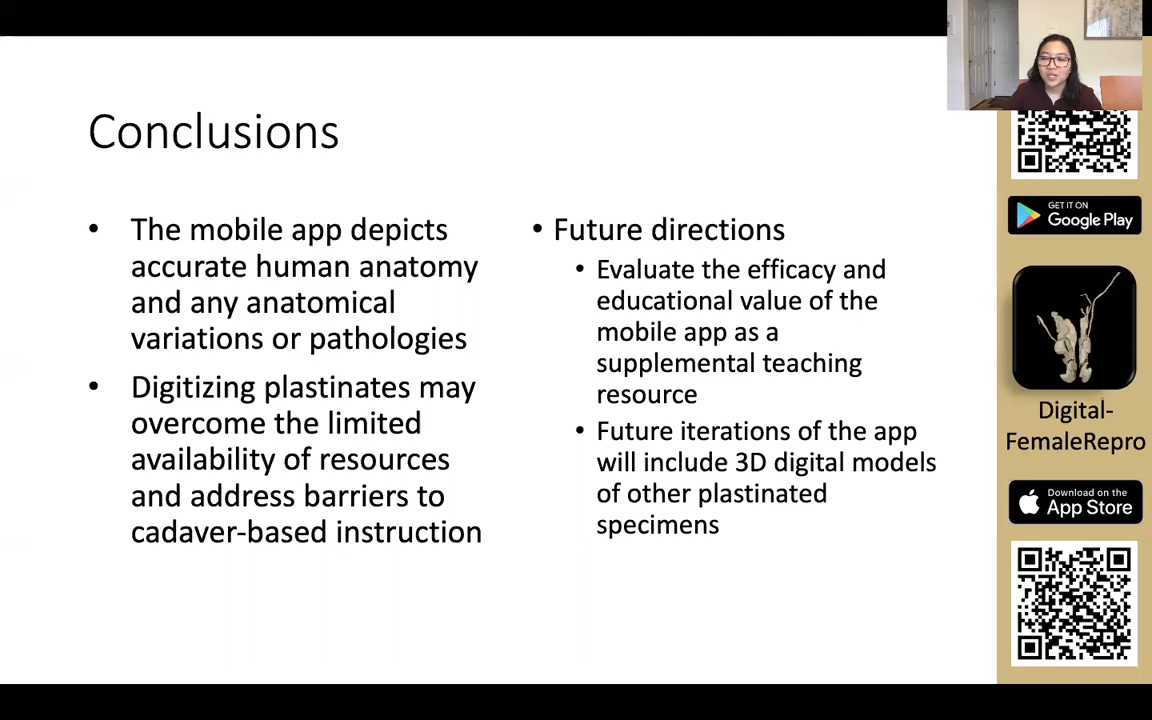 Conclusions
• The mobile app depicts
accurate human anatomy
and any anatomical
variations or pathologies
• Digitizing plastinates may
overcome the limited
availability of resources
and address barriers to
cadaver-based instruction
• Future directions
• Evaluate the efficacy and
educational value of the
mobile app as a
supplemental teaching
resource
• Future iterations of the app
will include 3D digital models
of other plastinated
specimens
GET IT ON
Google Play
Digital-
FemaleRepro
Download on the
App Store